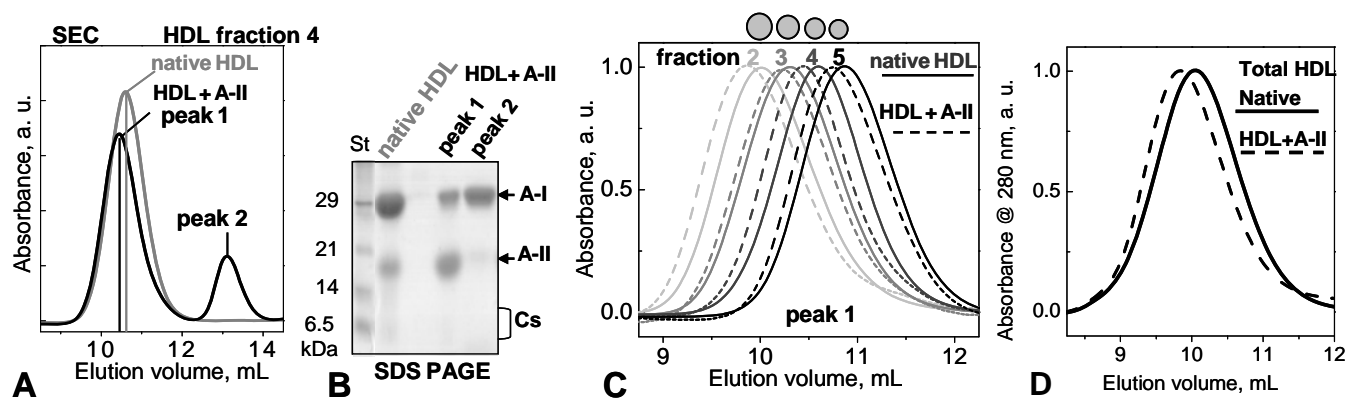 SEC HDL fraction 4
native HDL
HDL + A-II
peak 1
peak 2
Absorbance, a. u.
10 12 14
Elution volume, mL
A
native HDL
HDL+ A-II
peak 1
peak 2
St
29
21
14
6.5
kDa
A-I
A-II
Cs
SDS PAGE
B
fraction 2 3 4 5
native HDL
HDL + A-II
1.0
0.5
0.0
Absorbance, a. u.
peak 1
9 10 11 12
Elution volume, mL
C
Total HDL
Native
HDL+A-II
1.0
0.5
0.0
Absorbance @ 280 nm, a. u.
9 10 11 12
Elution volume, mL
D